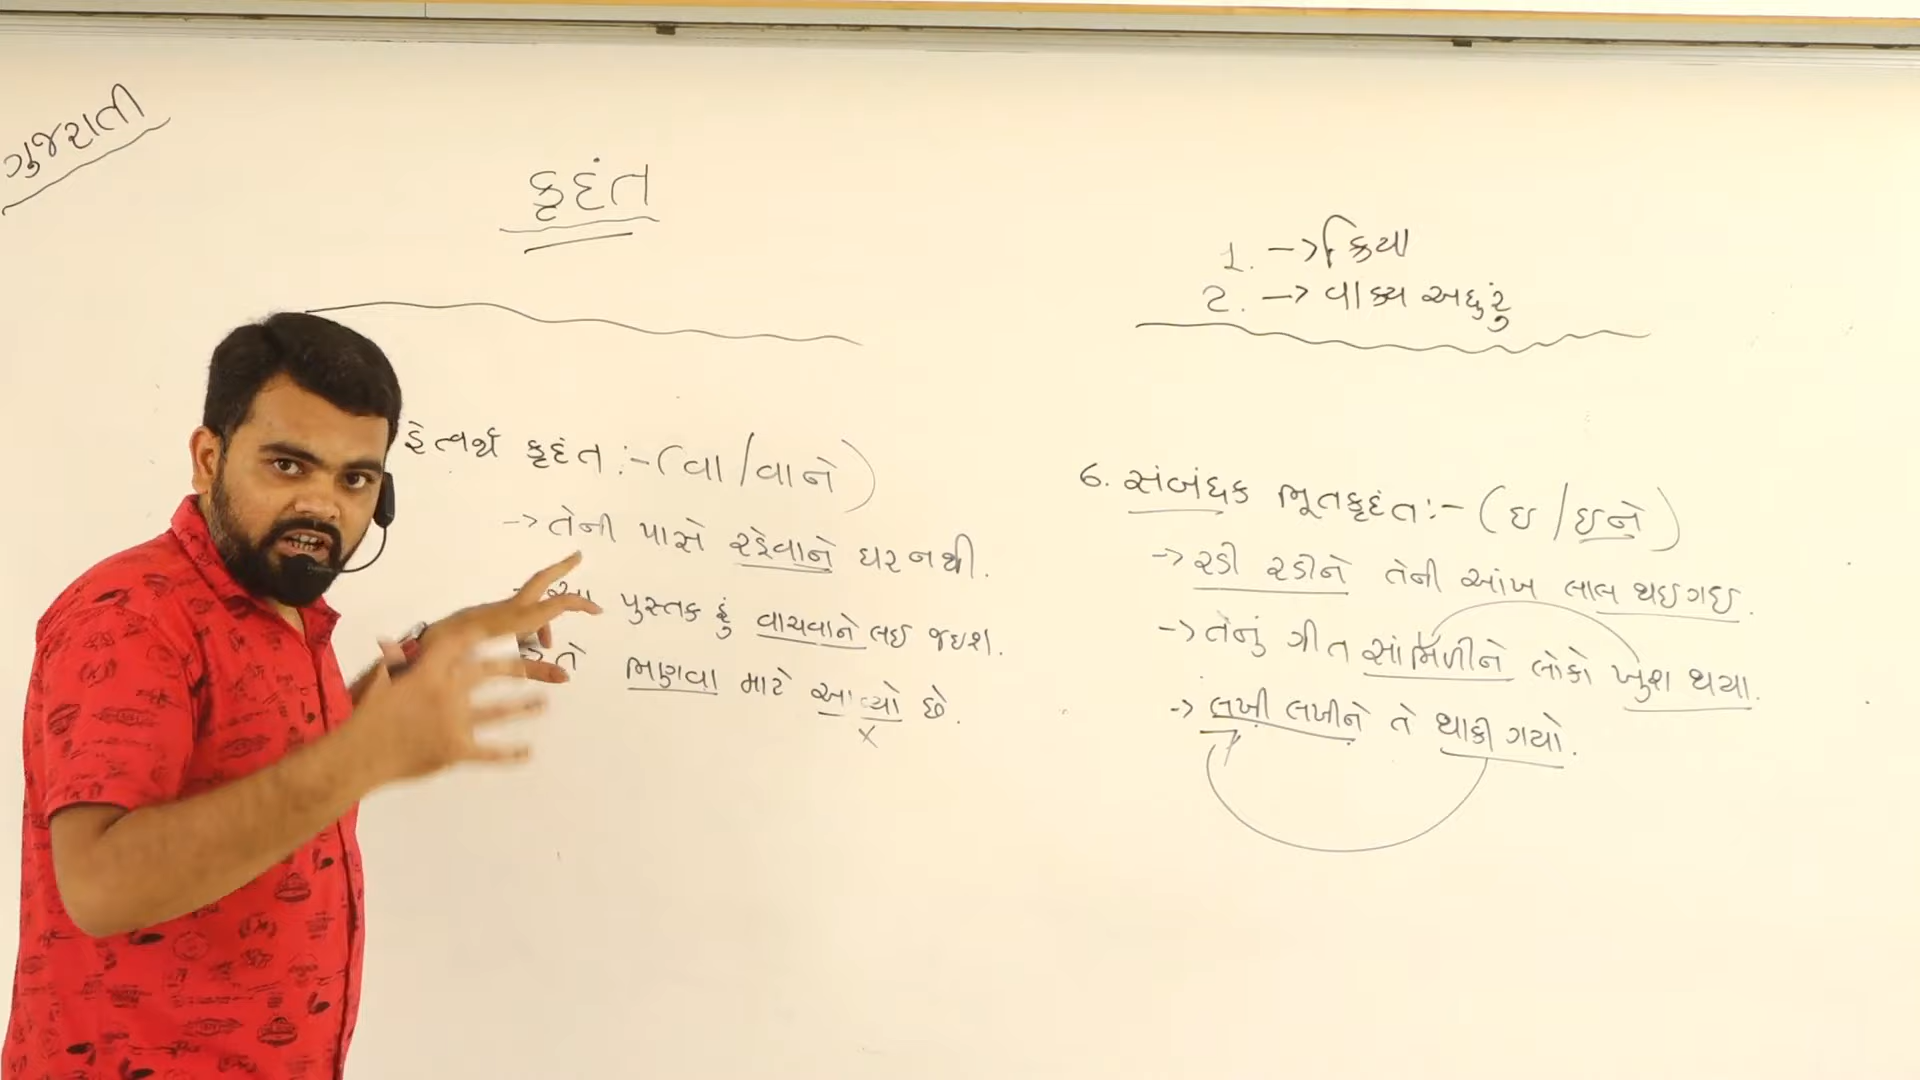 ગુજરાતી
કૃદંત
1. → ક્રિયા
2. → વાક્ય અધુરું
હેત્વર્થ કૃદંત :- (વા/વાને)
→ તેની પાસે રહેવાને ઘર નથી.
→ આ પુસ્તક હું વાચવાને લઇ જઇશ.
→ તે ભણવા માટે આવ્યો છે.
x
6. સંબંધક ભૂતકૃદંત :- (ઇ/ઇને)
→ રડી રડીને તેની આંખ લાલ થઇ ગઇ.
→ તેનું ગીત સાંભળીને લોકો ખુશ થયા.
→ લખી લખીને તે થાકી ગયો.